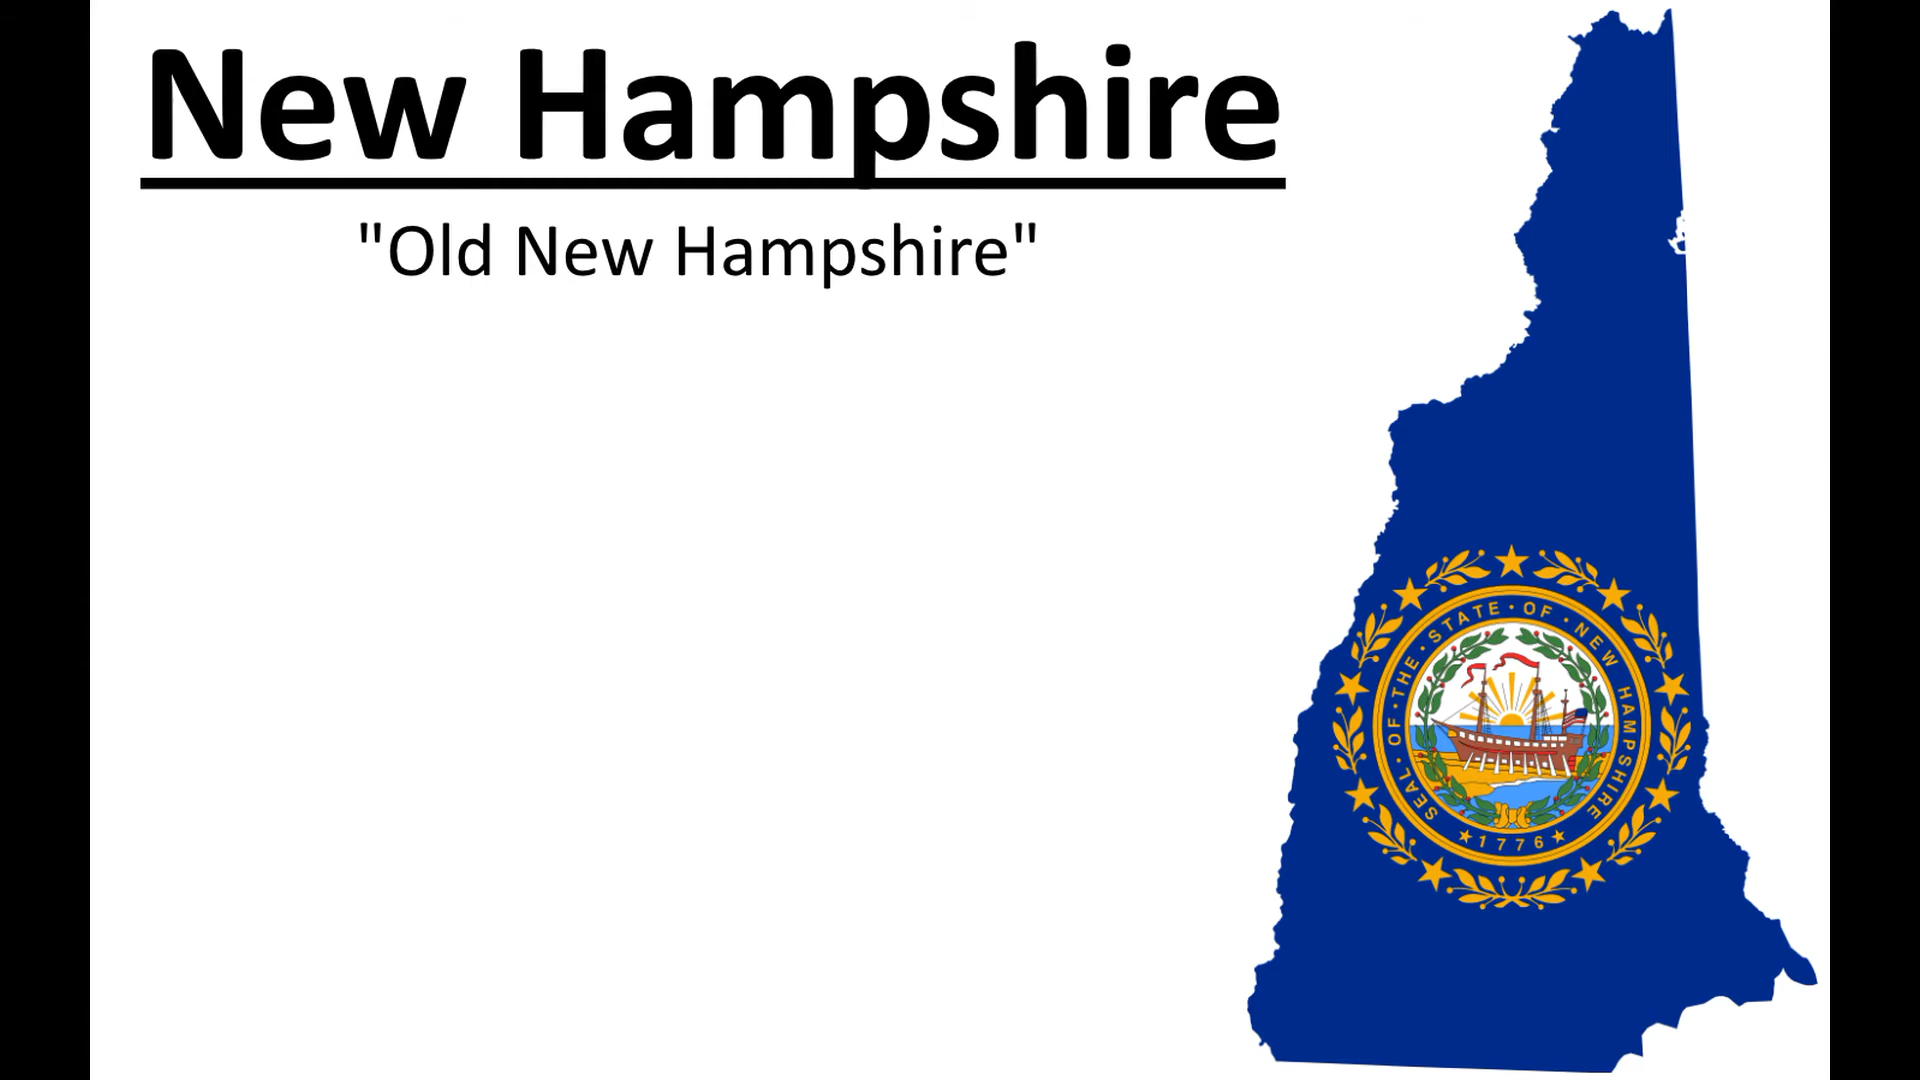 New Hampshire
"Old New Hampshire"
SEAL · OF · THE · STATE · OF · NEW HAMPSHIRE
1776